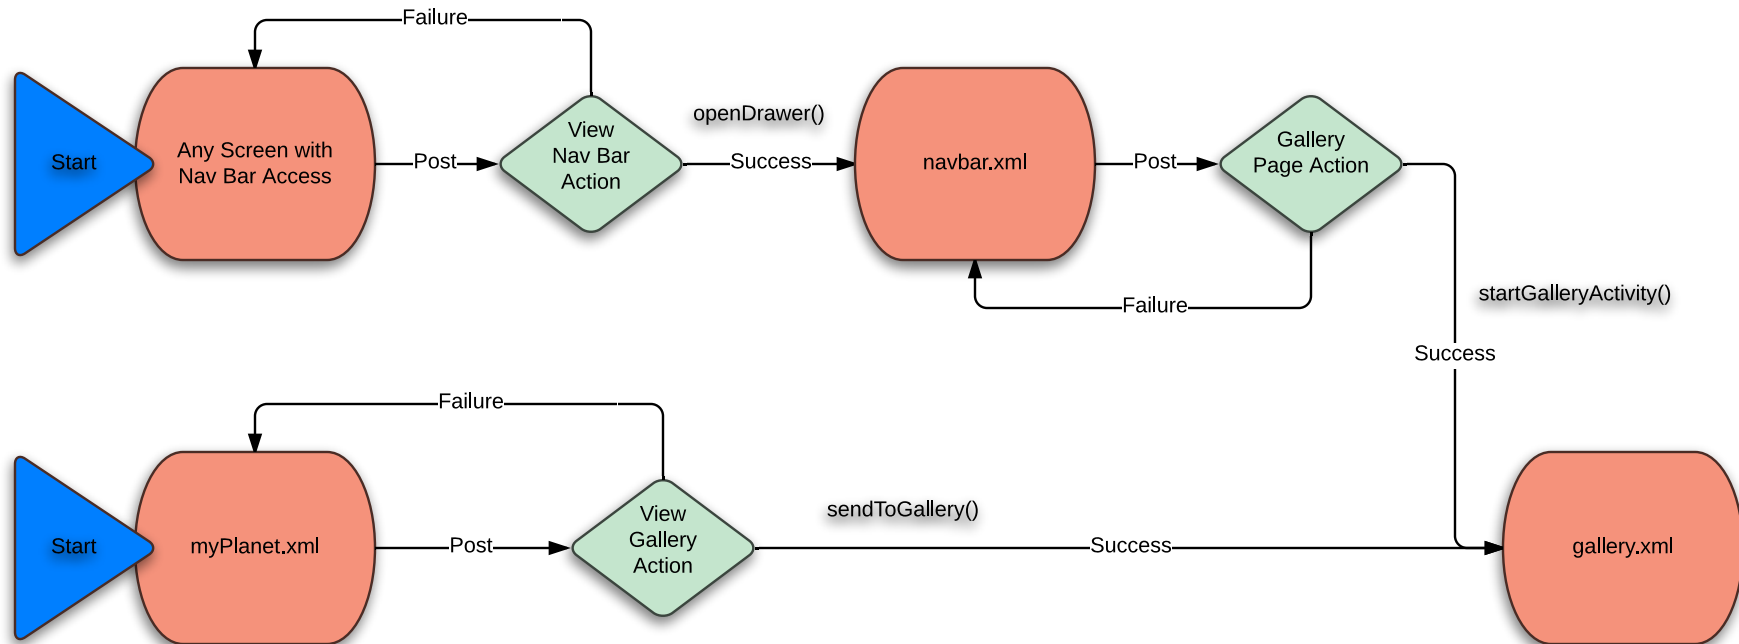 Failure
Start
Any Screen with
Nav Bar Access
Post
View
Nav Bar
Action
openDrawer()
Success
navbar.xml
Post
Gallery
Page Action
Failure
startGalleryActivity()
Success
Failure
Start
myPlanet.xml
Post
View
Gallery
Action
sendToGallery()
Success
gallery.xml